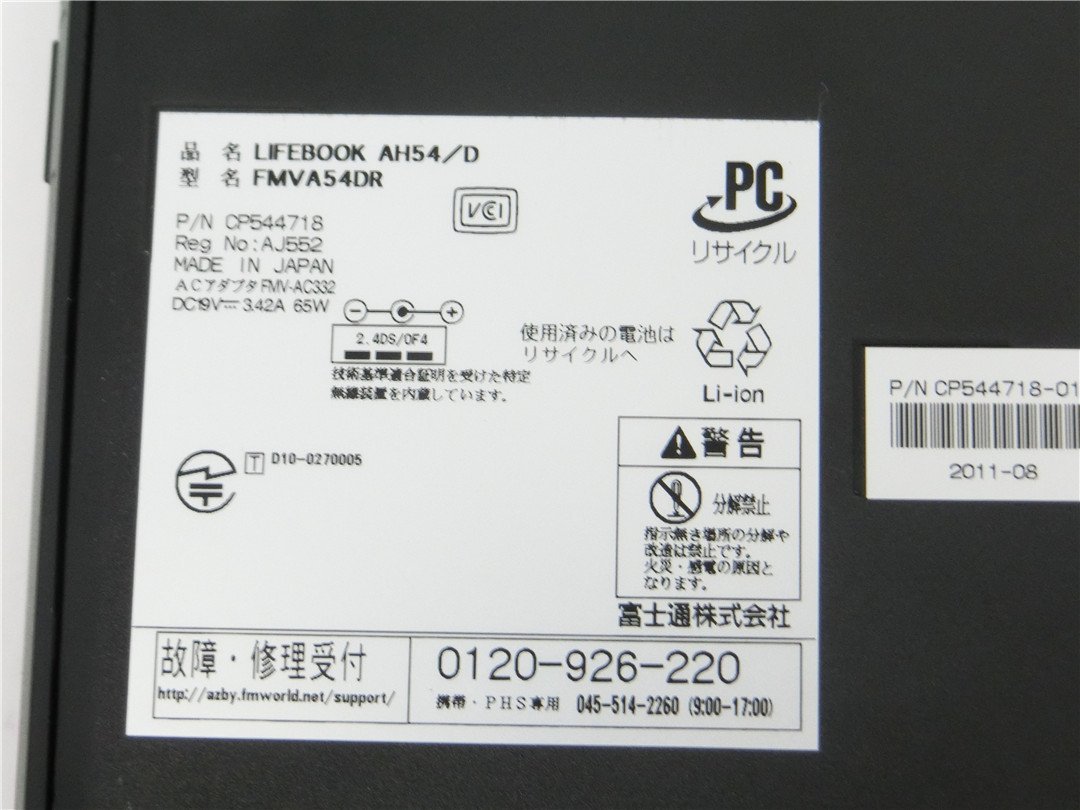 品 名 LIFEBOOK AH54/D
型 名 FMVA54DR
VCI
P/N CP544718
Reg No:AJ552
MADE IN JAPAN
ACアダプタ FMV-AC332
DC19V 3.42A 65W
2.4DS/OF4
技術基準適合証明を受けた特定
無線装置を内蔵しています。
T D10-0270005
PC
リサイクル
使用済みの電池は
リサイクルへ
Li-ion
警告
分解禁止
指示無き場所の分解や
改造は禁止です。
火災・感電の原因と
なります。
富士通株式会社
故障・修理受付
http://azby.fmworld.net/support/
0120-926-220
携帯・PHS専用 045-514-2260 (9:00-17:00)
P/N CP544718-01
2011-08